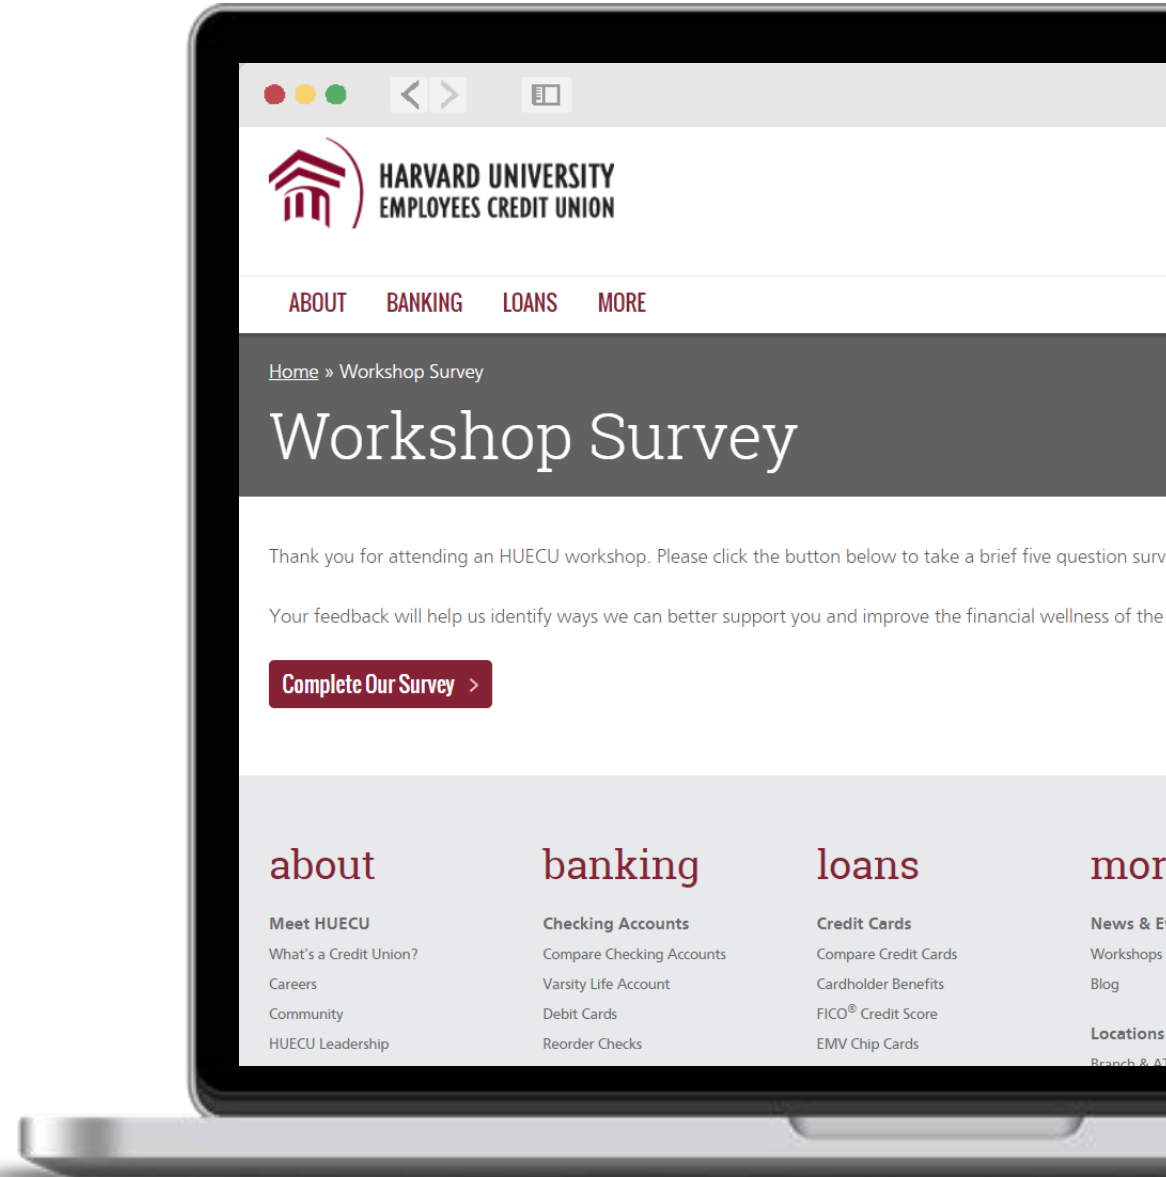 HARVARD UNIVERSITY
EMPLOYEES CREDIT UNION
ABOUT BANKING LOANS MORE
Home » Workshop Survey
Workshop Survey
Thank you for attending an HUECU workshop. Please click the button below to take a brief five question surv
Your feedback will help us identify ways we can better support you and improve the financial wellness of the
Complete Our Survey >
about
Meet HUECU
What's a Credit Union?
Careers
Community
HUECU Leadership
banking
Checking Accounts
Compare Checking Accounts
Varsity Life Account
Debit Cards
Reorder Checks
loans
Credit Cards
Compare Credit Cards
Cardholder Benefits
FICO® Credit Score
EMV Chip Cards
mor
News & E
Workshops
Blog
Locations
Branch & AT